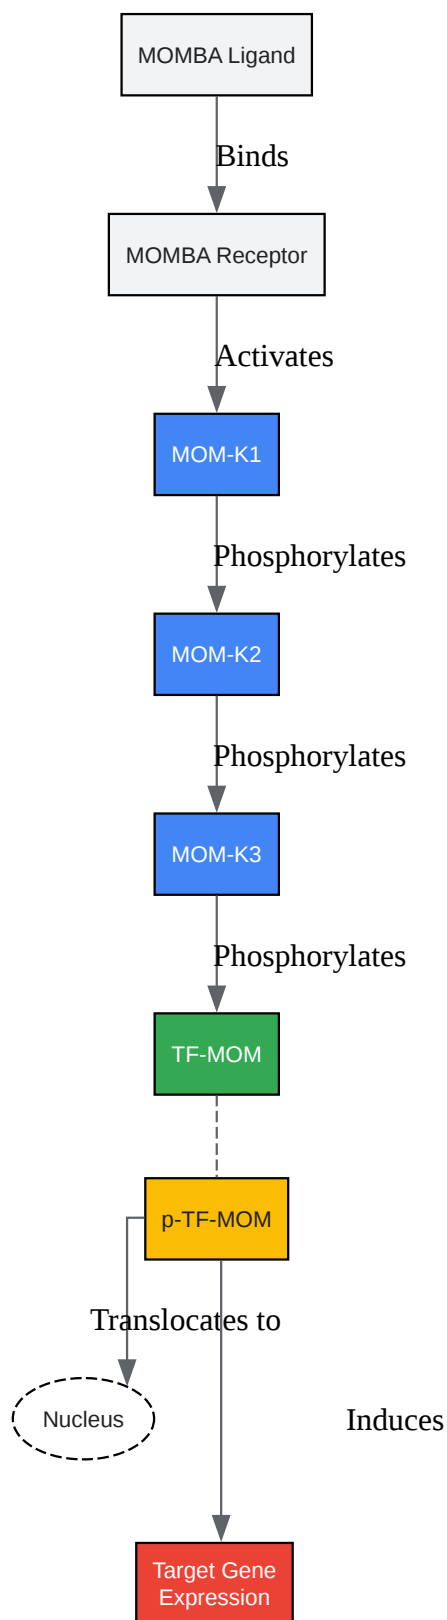 MOMBA Ligand
Binds
MOMBA Receptor
Activates
MOM-K1
Phosphorylates
MOM-K2
Phosphorylates
MOM-K3
Phosphorylates
TF-MOM
p-TF-MOM
Translocates to
Nucleus
Induces
Target Gene
Expression